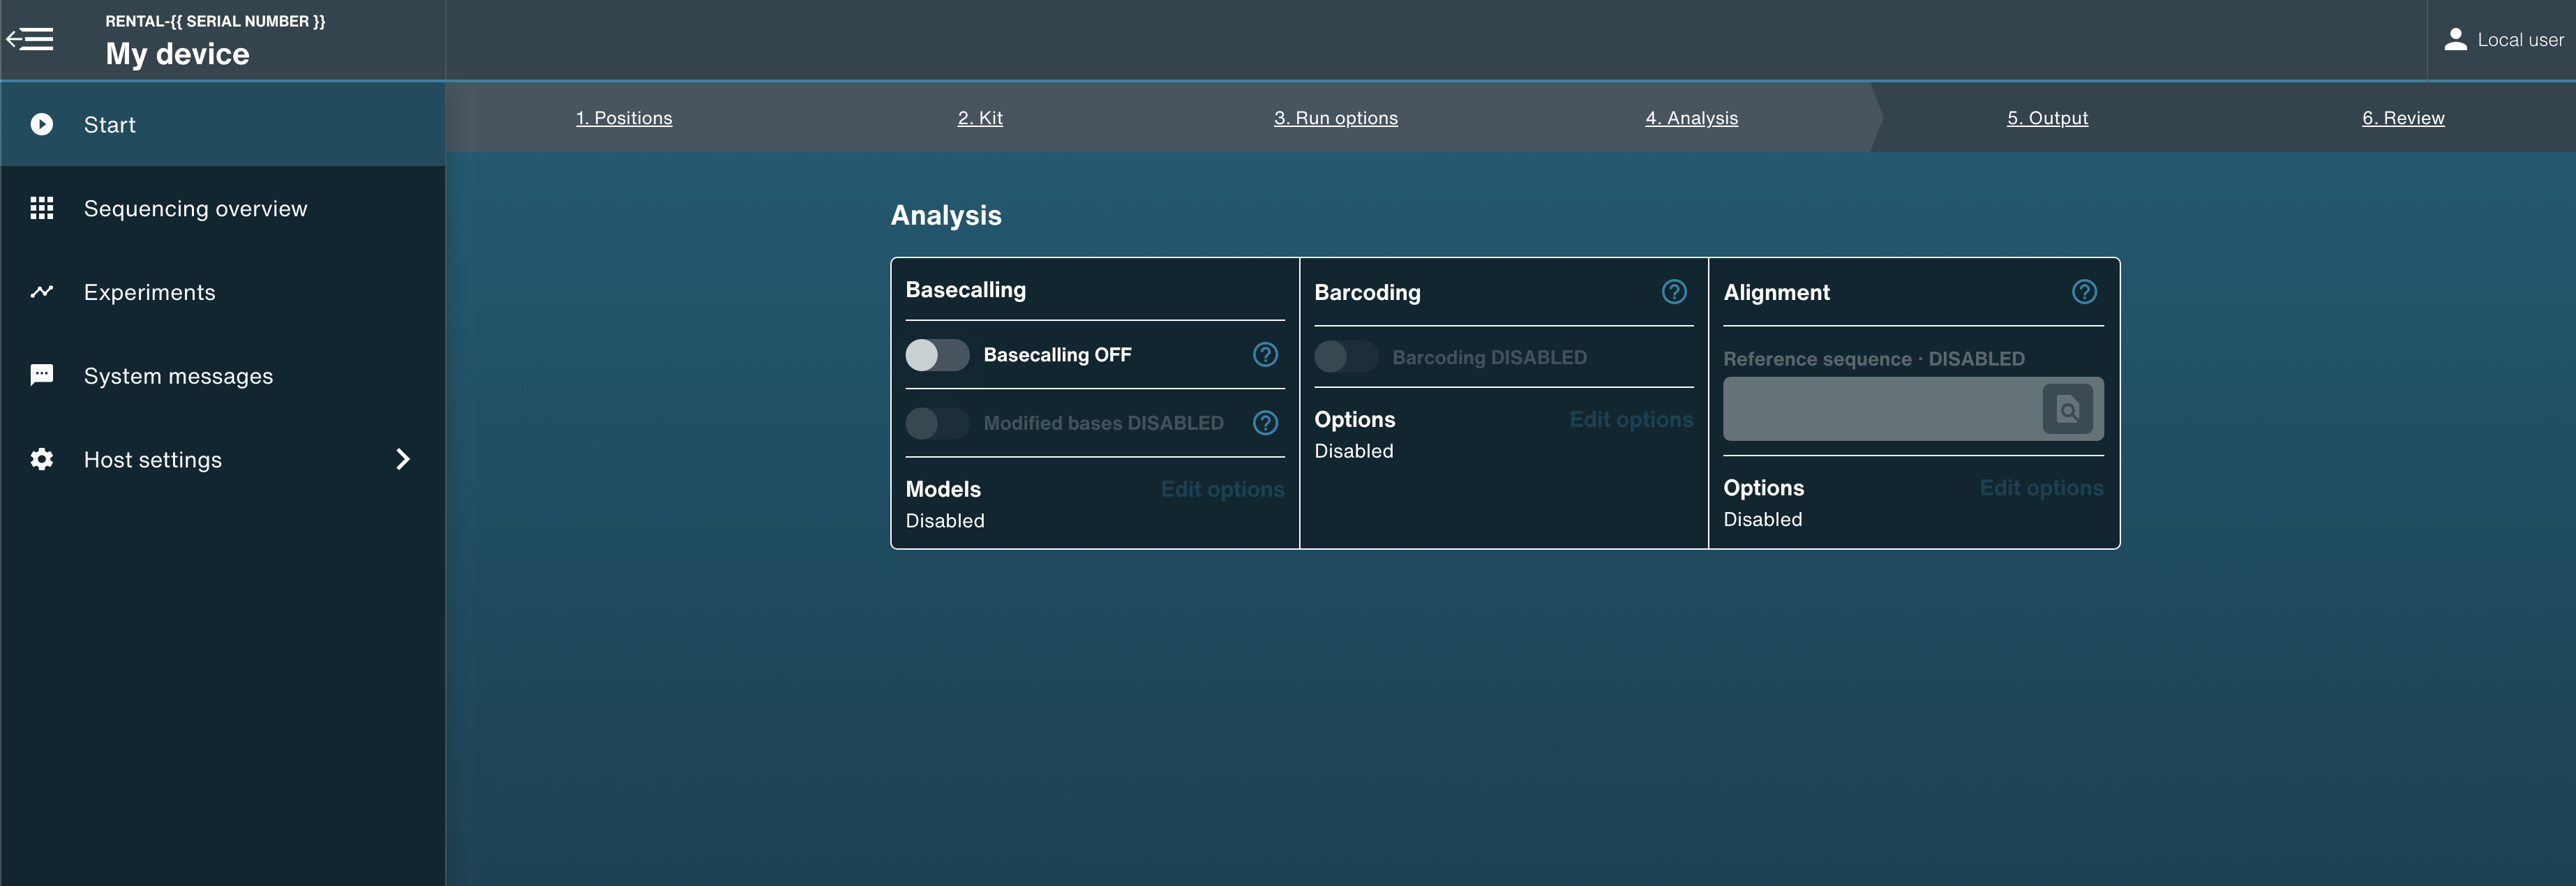 RENTAL-{{ SERIAL NUMBER }}
My device
Local user
Start
Sequencing overview
Experiments
System messages
Host settings
1. Positions
2. Kit
3. Run options
4. Analysis
5. Output
6. Review
Analysis
Basecalling
Basecalling OFF
Modified bases DISABLED
Models
Edit options
Disabled
Barcoding
Barcoding DISABLED
Options
Edit options
Disabled
Alignment
Reference sequence · DISABLED
Options
Edit options
Disabled